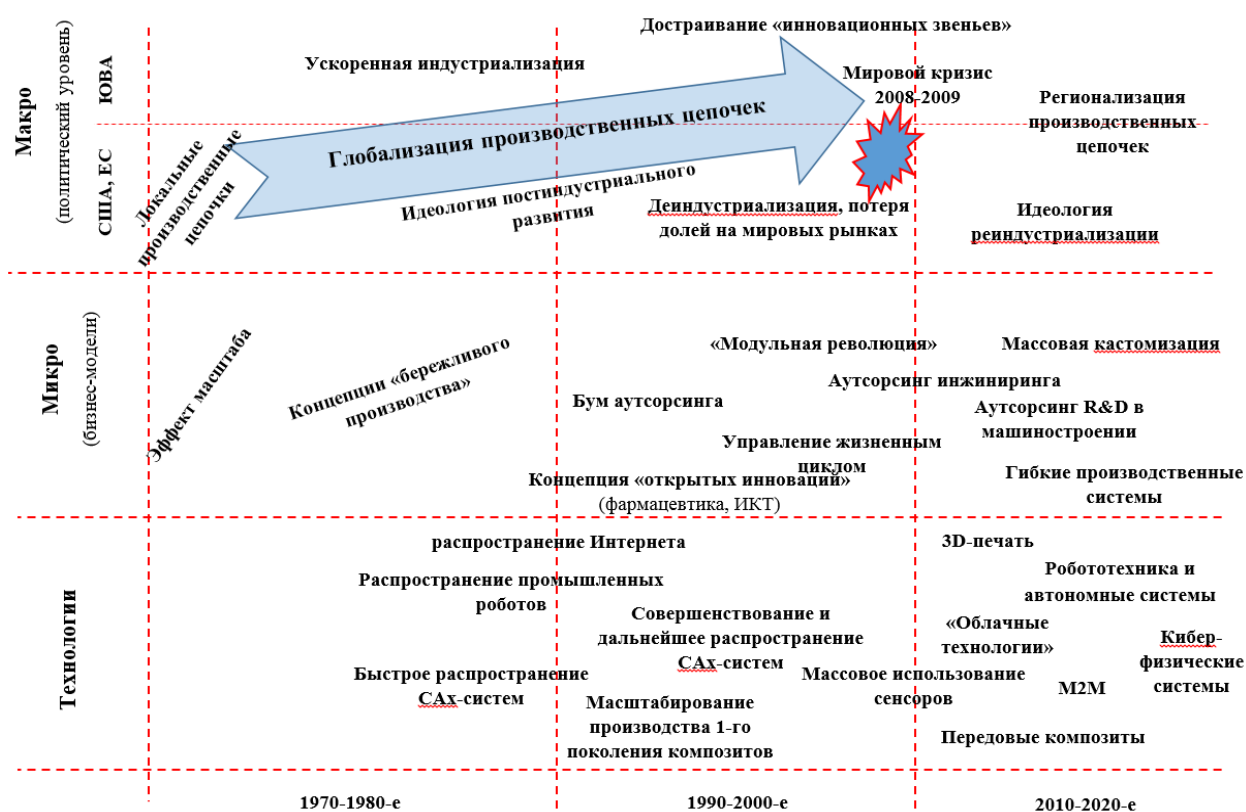 Макро
(политический уровень)
ЮВА
США, ЕС
Достраивание «инновационных звеньев»
Ускоренная индустриализация
Мировой кризис
2008-2009
Регионализация
производственных
цепочек
Глобализация производственных цепочек
Локальные
производственные
цепочки
Идеология постиндустриального
развития
Деиндустриализация, потеря
долей на мировых рынках
Идеология
реиндустриализации
Микро
(бизнес-модели)
Эффект масштаба
Концепции «бережливого
производства»
«Модульная революция»
Массовая кастомизация
Аутсорсинг инжиниринга
Бум аутсорсинга
Аутсорсинг R&D в
машиностроении
Управление жизненным
циклом
Концепция «открытых инноваций»
(фармацевтика, ИКТ)
Гибкие производственные
системы
Технологии
распространение Интернета
3D-печать
Распространение промышленных
роботов
Робототехника и
автономные системы
Совершенствование и
дальнейшее распространение
САх-систем
«Облачные
технологии»
Кибер-
физические
системы
Быстрое распространение
САх-систем
Массовое использование
сенсоров
М2М
Масштабирование
производства 1-го
поколения композитов
Передовые композиты
1970-1980-е
1990-2000-е
2010-2020-е